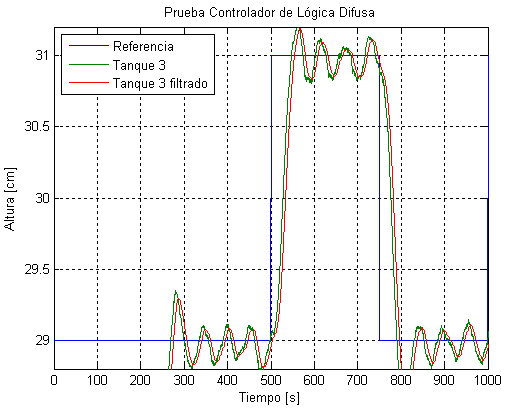 Prueba Controlador de Lógica Difusa
Referencia
Tanque 3
Tanque 3 filtrado
Altura [cm]
31
30.5
30
29.5
29
0 100 200 300 400 500 600 700 800 900 1000
Tiempo [s]